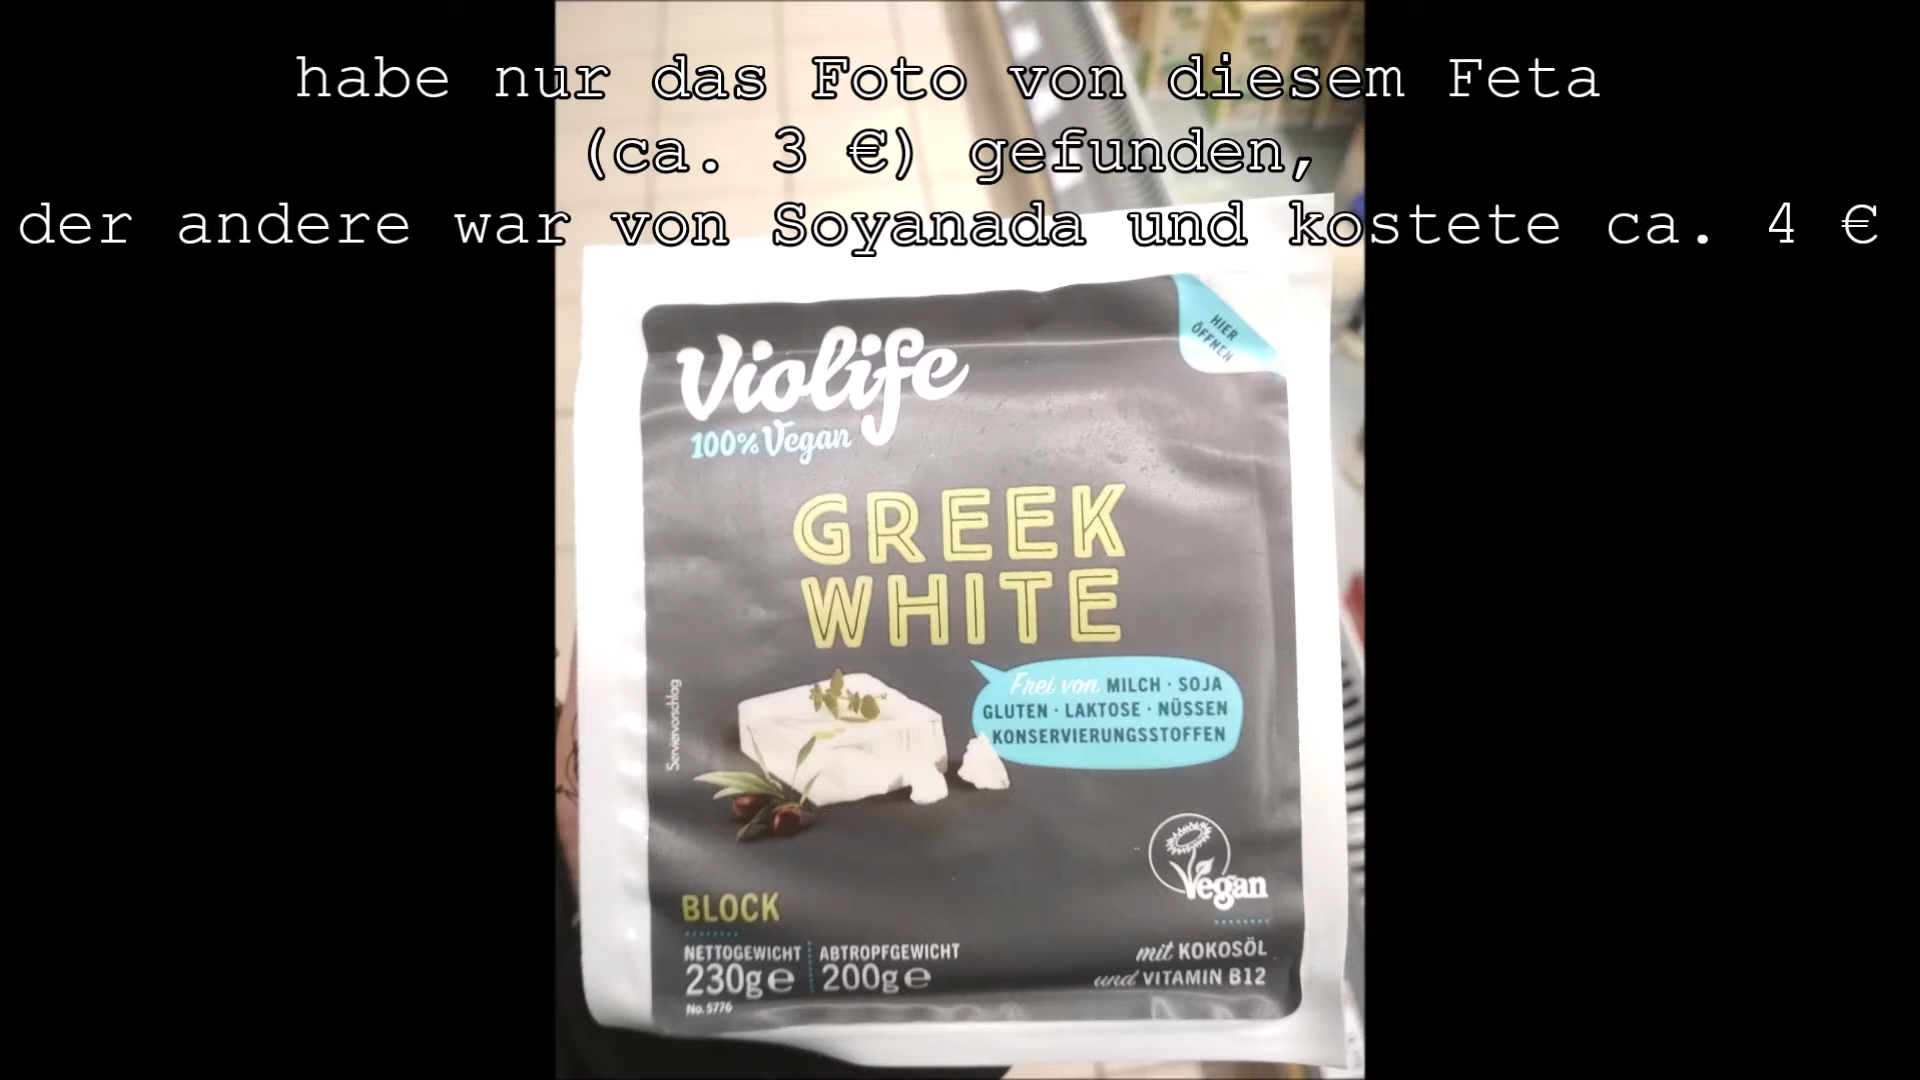 habe nur das Foto von diesem Feta
(ca. 3 €) gefunden,
der andere war von Soyanada und kostete ca. 4 €
HIER
ÖFFNEN
Violife
100% Vegan
GREEK
WHITE
Frei von MILCH · SOJA
GLUTEN · LAKTOSE · NÜSSEN
KONSERVIERUNGSSTOFFEN
Serviervorschlag
Vegan
BLOCK
NETTOGEWICHT
230g e
ABTROPFGEWICHT
200g e
No. 5776
mit KOKOSÖL
und VITAMIN B12